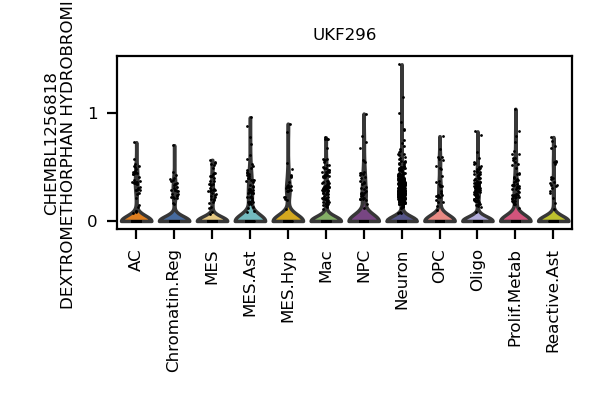 UKF296
CHEMBL1256818
DEXTROMETHORPHAN HYDROBROMI
1
0
AC
Chromatin.Reg
MES
MES.Ast
MES.Hyp
Mac
NPC
Neuron
OPC
Oligo
Prolif.Metab
Reactive.Ast